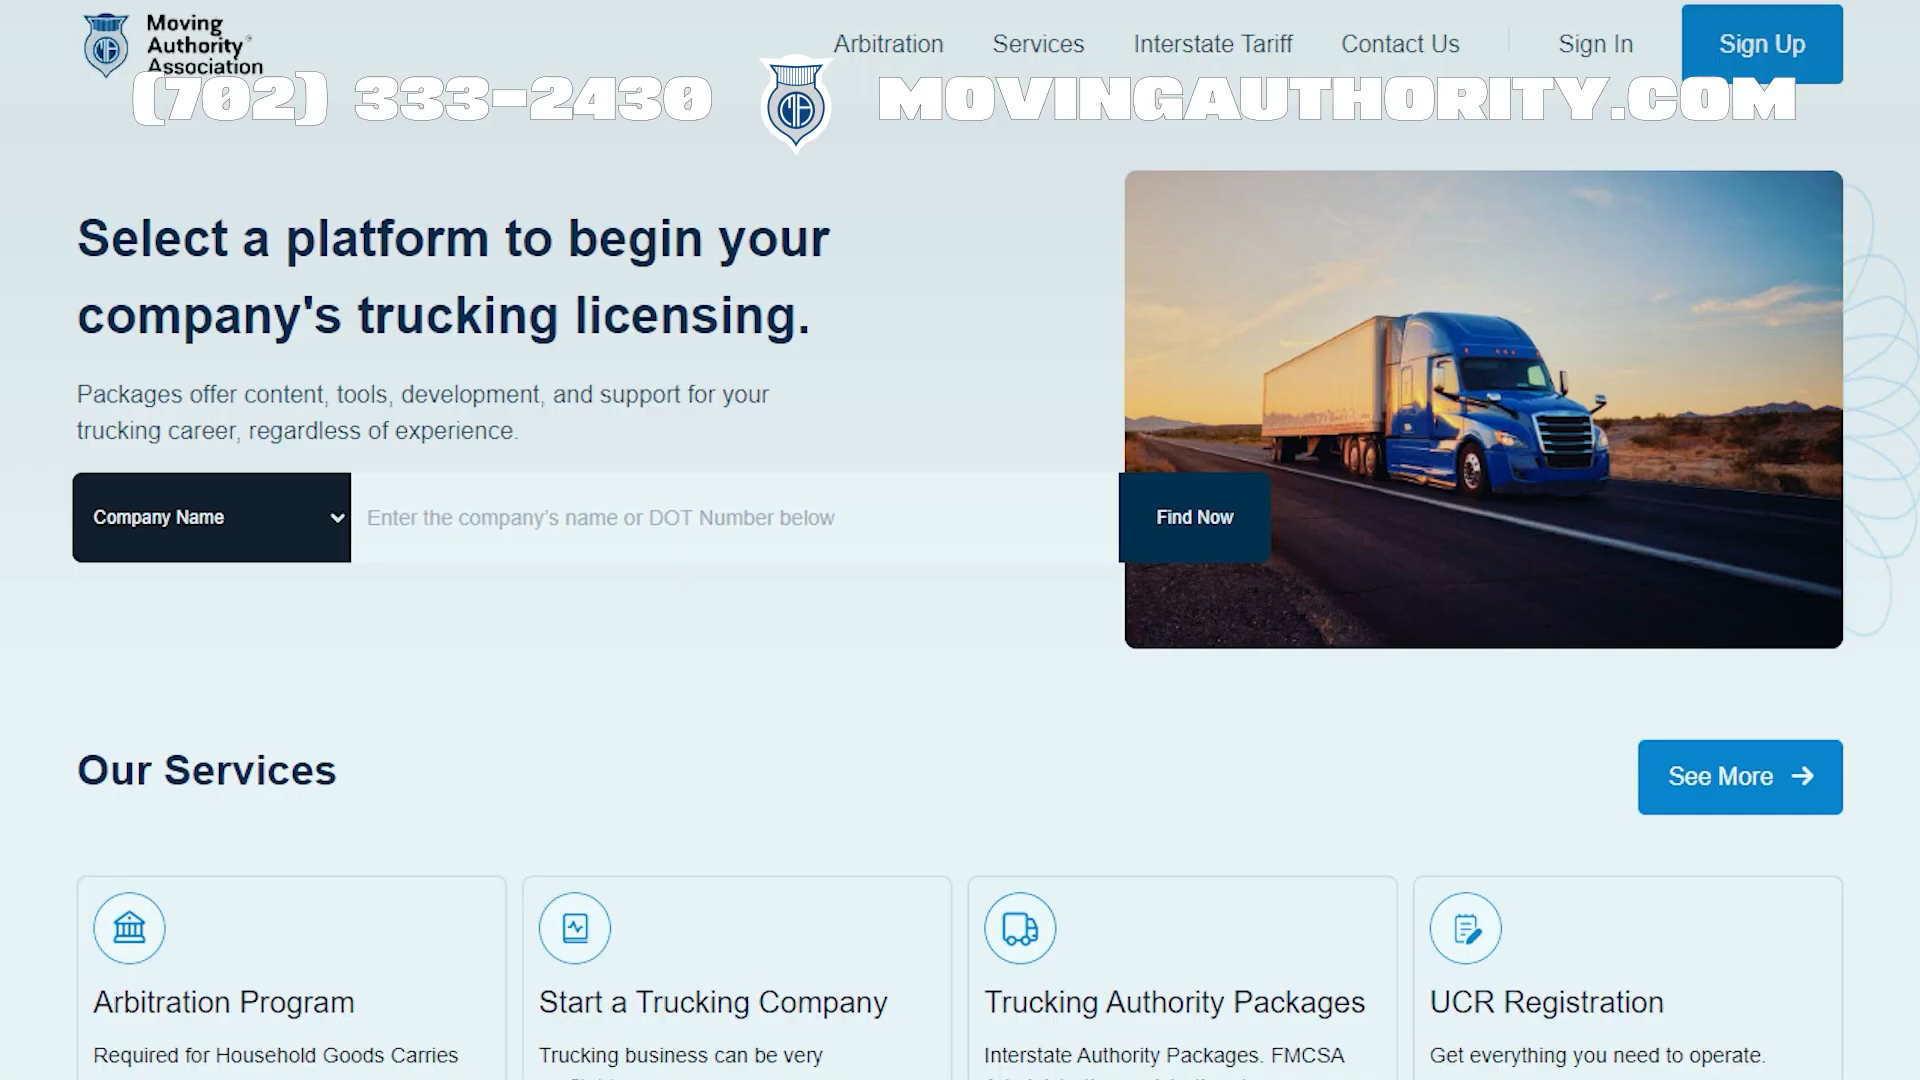 Moving
Authority®
Association
Arbitration
Services
Interstate Tariff
Contact Us
Sign In
Sign Up
(702) 333-2430
MOVINGAUTHORITY.COM
Select a platform to begin your
company's trucking licensing.
Packages offer content, tools, development, and support for your
trucking career, regardless of experience.
Company Name
Enter the company's name or DOT Number below
Find Now
Our Services
See More
Arbitration Program
Required for Household Goods Carries
Start a Trucking Company
Trucking business can be very
Trucking Authority Packages
Interstate Authority Packages. FMCSA
UCR Registration
Get everything you need to operate.